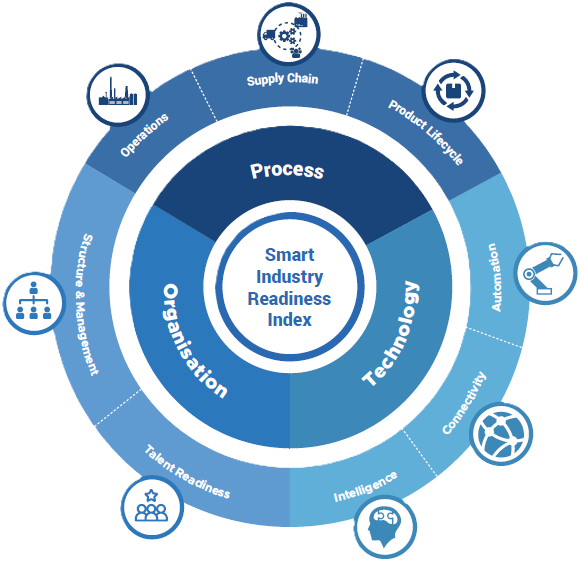 Supply Chain
Operations
Product Lifecycle
Process
Structure & Management
Smart
Industry
Readiness
Index
Automation
Organisation
Technology
Connectivity
Talent Readiness
Intelligence